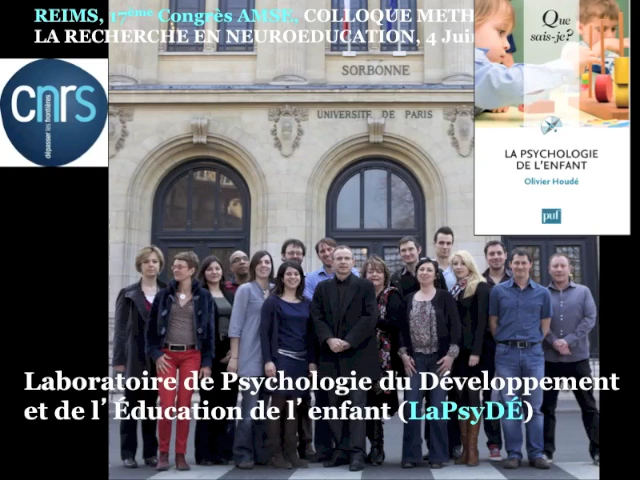 REIMS, 17ème Congrès AMSE, COLLOQUE METH
LA RECHERCHE EN NEUROEDUCATION, 4 Jui
cnrs
dépasser les frontières
SORBONNE
UNIVERSITE DE PARIS
Que
sais-je?
LA PSYCHOLOGIE
DE L'ENFANT
Olivier Houdé
puf
Laboratoire de Psychologie du Développement
et de l’Éducation de l’enfant (LaPsyDÉ)